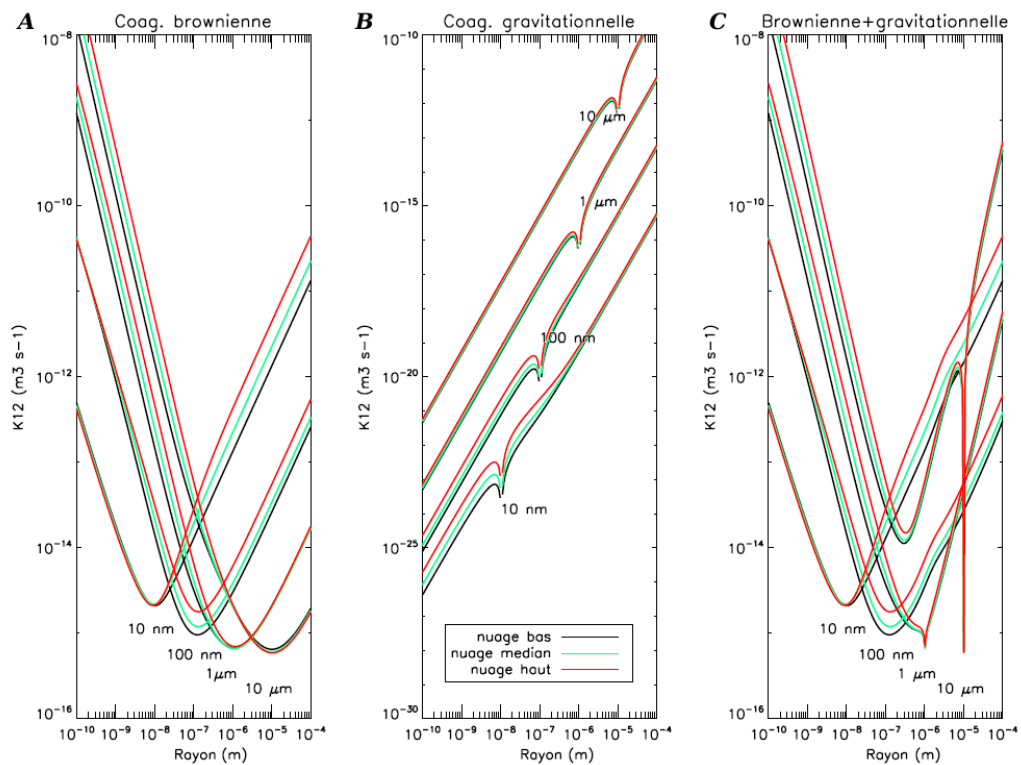 A Coag. brownienne
10⁻⁸
10⁻¹⁰
10⁻¹²
10⁻¹⁴
10⁻¹⁶
K12 (m3 s−1)
10 nm
100 nm
1μm
10 μm
10⁻¹⁰ 10⁻⁹ 10⁻⁸ 10⁻⁷ 10⁻⁶ 10⁻⁵ 10⁻⁴
Rayon (m)
B Coag. gravitationnelle
10⁻¹⁰
10⁻¹⁵
10⁻²⁰
10⁻²⁵
10⁻³⁰
K12 (m3 s−1)
10 μm
1 μm
100 nm
10 nm
nuage bas
nuage median
nuage haut
10⁻¹⁰ 10⁻⁹ 10⁻⁸ 10⁻⁷ 10⁻⁶ 10⁻⁵ 10⁻⁴
Rayon (m)
C Brownienne+gravitationnelle
10⁻⁸
10⁻¹⁰
10⁻¹²
10⁻¹⁴
10⁻¹⁶
K12 (m3 s−1)
10 nm
100 nm
1 μm
10 μm
10⁻¹⁰ 10⁻⁹ 10⁻⁸ 10⁻⁷ 10⁻⁶ 10⁻⁵ 10⁻⁴
Rayon (m)